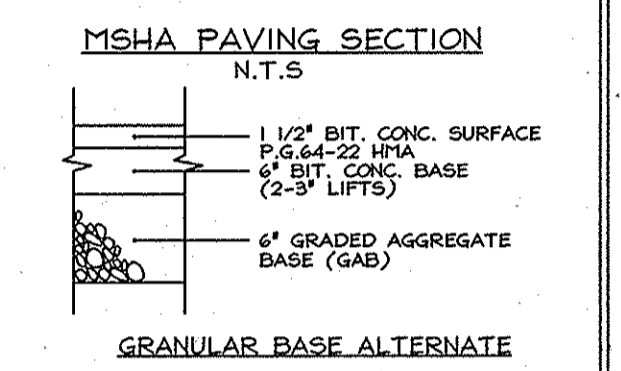 MSHA PAVING SECTION
N.T.S
1 1/2" BIT. CONC. SURFACE
P.G.64-22 HMA
6" BIT. CONC. BASE
(2-3" LIFTS)
6" GRADED AGGREGATE
BASE (GAB)
GRANULAR BASE ALTERNATE